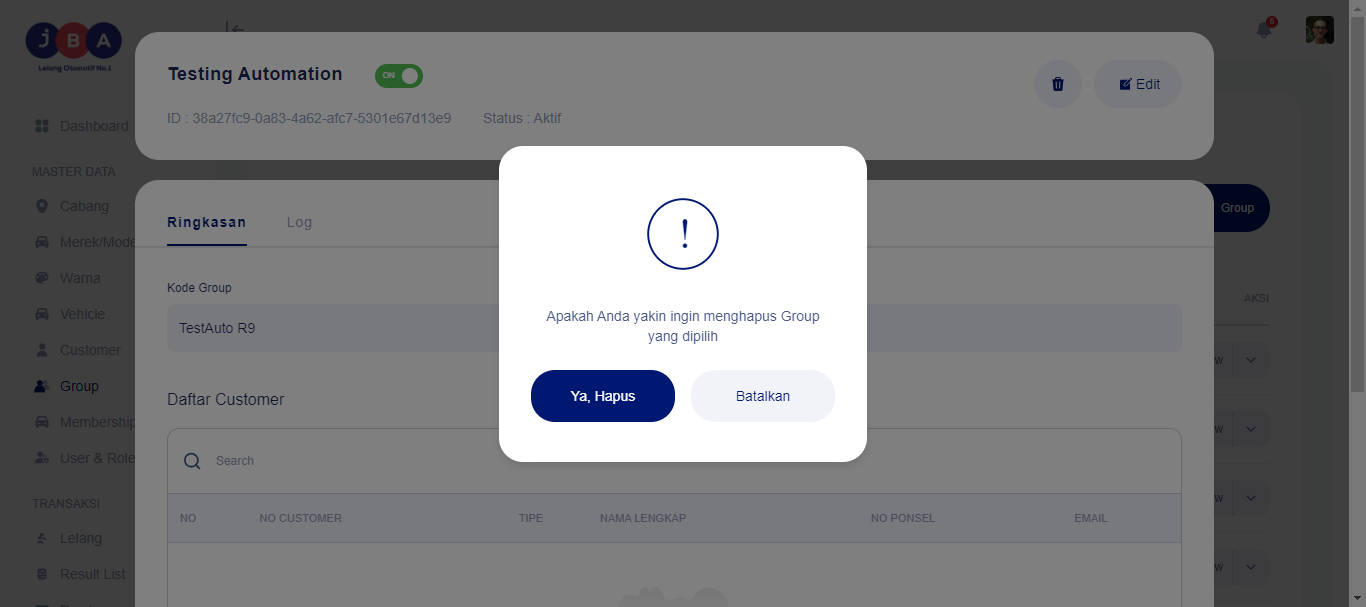 JBA
Lelang Otomotif No.1
6
Dashboard
MASTER DATA
Cabang
Merek/Mode
Warna
Vehicle
Customer
Group
Membership
User & Role
TRANSAKSI
Lelang
Result List
Testing Automation
ON
Edit
ID : 38a27fc9-0a83-4a62-afc7-5301e67d13e9
Status : Aktif
Group
AKSI
w
w
w
w
Ringkasan
Log
Kode Group
TestAuto R9
Daftar Customer
Search
NO
NO CUSTOMER
TIPE
NAMA LENGKAP
NO PONSEL
EMAIL
!
Apakah Anda yakin ingin menghapus Group
yang dipilih
Ya, Hapus
Batalkan